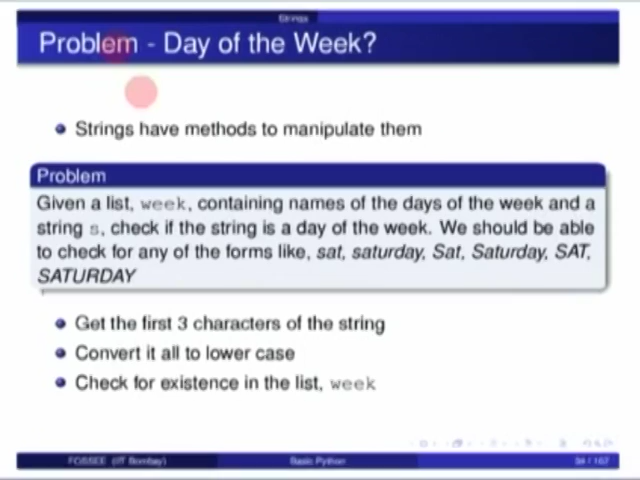 Strings
Problem - Day of the Week?
Strings have methods to manipulate them
Problem
Given a list, week, containing names of the days of the week and a
string s, check if the string is a day of the week. We should be able
to check for any of the forms like, sat, saturday, Sat, Saturday, SAT,
SATURDAY
Get the first 3 characters of the string
Convert it all to lower case
Check for existence in the list, week
FOSSEE (IIT Bombay) Basic Python 94 / 167